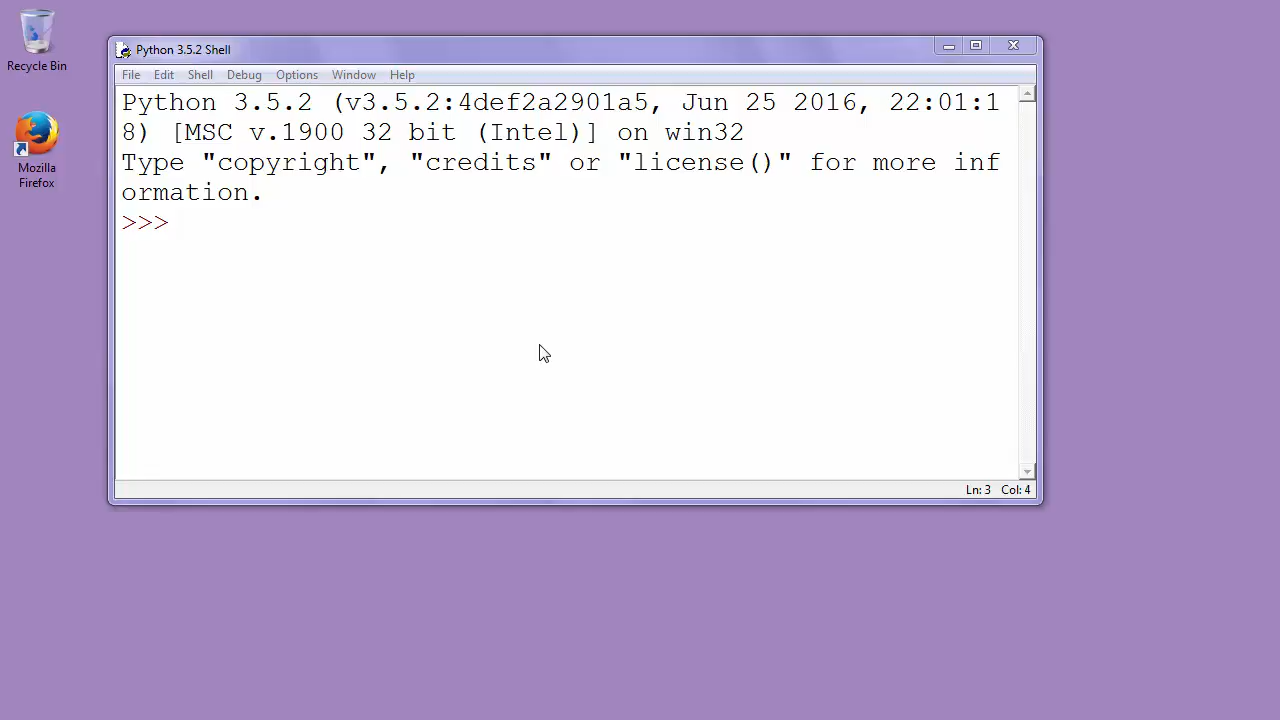 Recycle Bin
Mozilla
Firefox
Python 3.5.2 Shell
File Edit Shell Debug Options Window Help
Python 3.5.2 (v3.5.2:4def2a2901a5, Jun 25 2016, 22:01:1
8) [MSC v.1900 32 bit (Intel)] on win32
Type "copyright", "credits" or "license()" for more inf
ormation.
>>>
Ln: 3 Col: 4